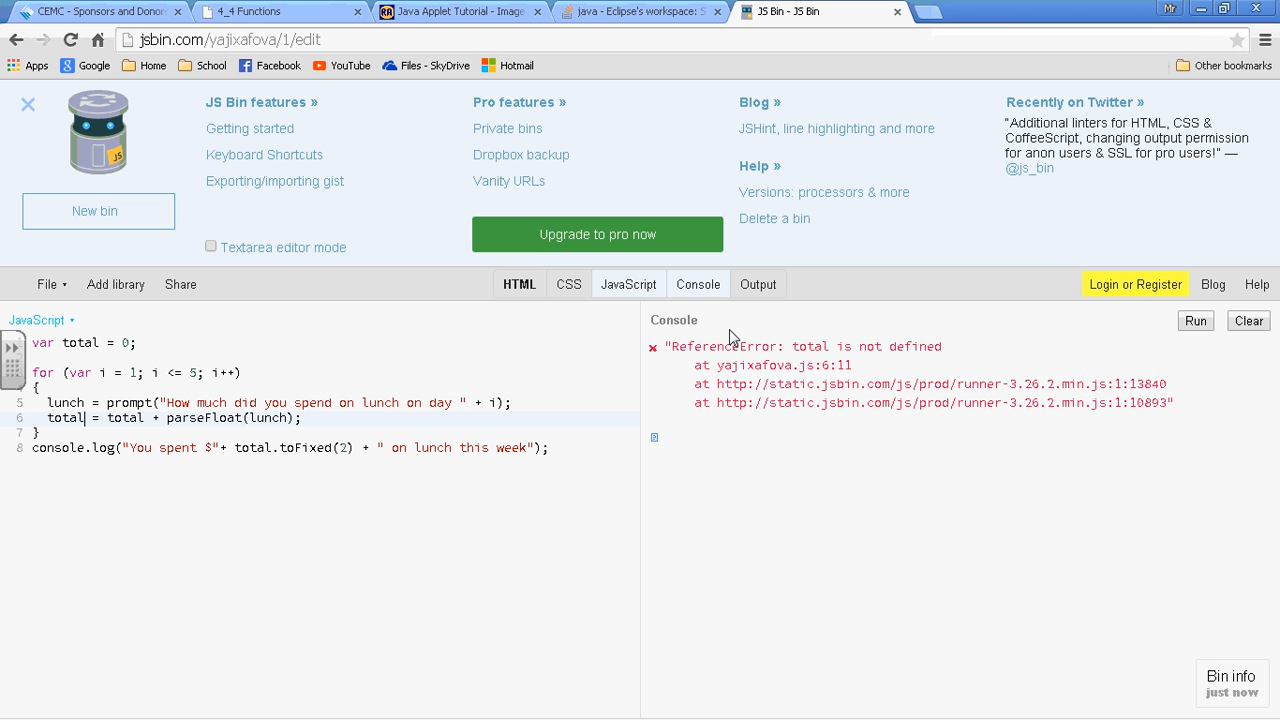 CEMC - Sponsors and Donor
4_4 Functions
Java Applet Tutorial - Image
java - Eclipse's workspace: S
JS Bin - JS Bin
Mr
jsbin.com/yajixafova/1/edit
Apps Google Home School Facebook YouTube Files - SkyDrive Hotmail Other bookmarks
JS Bin features »
Getting started
Keyboard Shortcuts
Exporting/importing gist
Textarea editor mode
JS
New bin
Pro features »
Private bins
Dropbox backup
Vanity URLs
Upgrade to pro now
Blog »
JSHint, line highlighting and more
Help »
Versions: processors & more
Delete a bin
Recently on Twitter »
"Additional linters for HTML, CSS &
CoffeeScript, changing output permission
for anon users & SSL for pro users!" —
@js_bin
File Add library Share HTML CSS JavaScript Console Output Login or Register Blog Help
JavaScript
var total = 0;
for (var i = 1; i <= 5; i++)
{
5 lunch = prompt("How much did you spend on lunch on day " + i);
6 total = total + parseFloat(lunch);
7 }
8 console.log("You spent $"+ total.toFixed(2) + " on lunch this week");
Console Run Clear
"ReferenceError: total is not defined
at yajixafova.js:6:11
at http://static.jsbin.com/js/prod/runner-3.26.2.min.js:1:13840
at http://static.jsbin.com/js/prod/runner-3.26.2.min.js:1:10893"
Bin info
just now